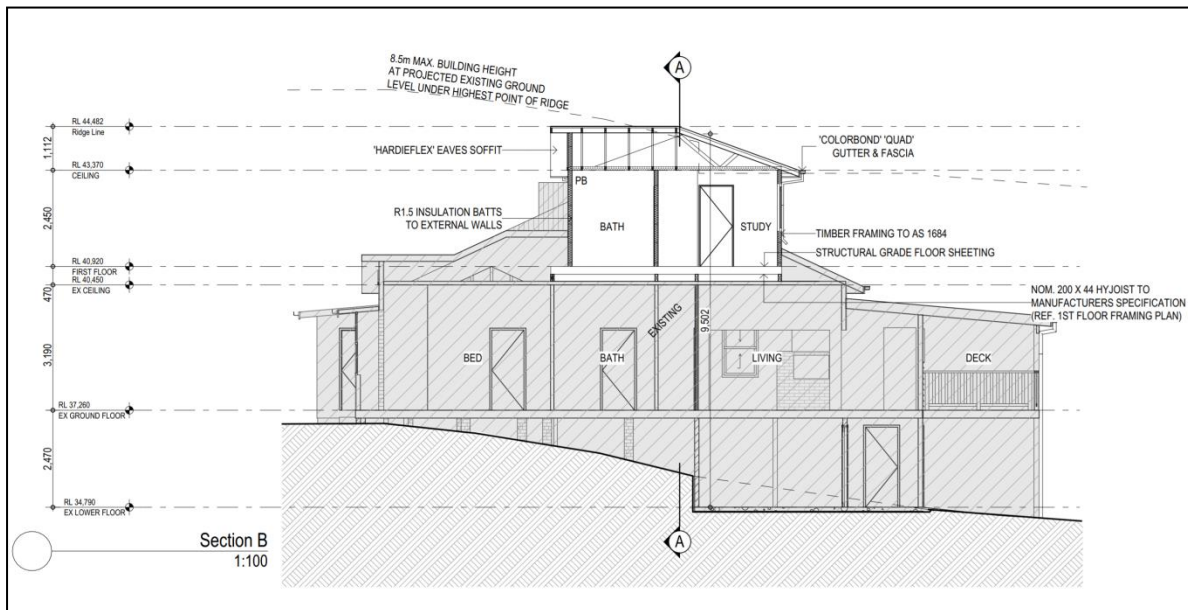 8.5m MAX. BUILDING HEIGHT
AT PROJECTED EXISTING GROUND
LEVEL UNDER HIGHEST POINT OF RIDGE
A
RL 44,482
Ridge Line
1,112
'HARDIEFLEX' EAVES SOFFIT
'COLORBOND' 'QUAD'
GUTTER & FASCIA
RL 43,370
CEILING
PB
2,450
R1.5 INSULATION BATTS
TO EXTERNAL WALLS
BATH
STUDY
TIMBER FRAMING TO AS 1684
STRUCTURAL GRADE FLOOR SHEETING
RL 40,920
FIRST FLOOR
RL 40,450
EX CEILING
470
NOM. 200 X 44 HYJOIST TO
MANUFACTURERS SPECIFICATION
(REF. 1ST FLOOR FRAMING PLAN)
EXISTING
9,502
3,190
BED
BATH
LIVING
DECK
RL 37,260
EX GROUND FLOOR
2,470
RL 34,790
EX LOWER FLOOR
Section B
1:100
A